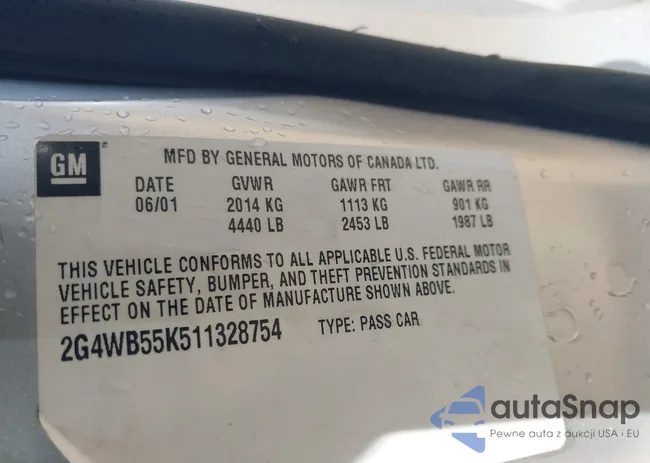 GM
MFD BY GENERAL MOTORS OF CANADA LTD.
DATE GVWR GAWR FRT GAWR RR
06/01 2014 KG 1113 KG 901 KG
4440 LB 2453 LB 1987 LB
THIS VEHICLE CONFORMS TO ALL APPLICABLE U.S. FEDERAL MOTOR
VEHICLE SAFETY, BUMPER, AND THEFT PREVENTION STANDARDS IN
EFFECT ON THE DATE OF MANUFACTURE SHOWN ABOVE.
2G4WB55K511328754 TYPE: PASS CAR
autaSnap
Pewne auta z aukcji USA i EU